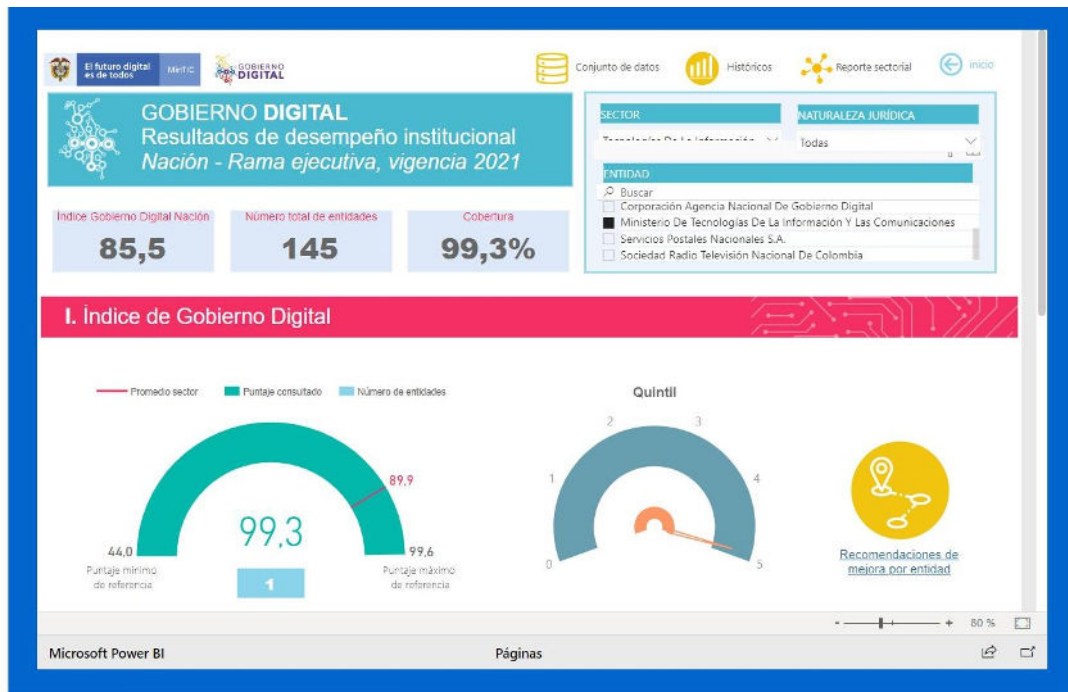 El futuro digital
es de todos
MinTIC
GOBIERNO
DIGITAL
Conjunto de datos
Históricos
Reporte sectorial
inicio
GOBIERNO DIGITAL
Resultados de desempeño institucional
Nación - Rama ejecutiva, vigencia 2021
SECTOR
NATURALEZA JURÍDICA
Tecnologías De La Información
Todas
ENTIDAD
Buscar
Corporación Agencia Nacional De Gobierno Digital
Ministerio De Tecnologías De La Información Y Las Comunicaciones
Servicios Postales Nacionales S.A.
Sociedad Radio Televisión Nacional De Colombia
Índice Gobierno Digital Nación
85,5
Número total de entidades
145
Cobertura
99,3%
I. Índice de Gobierno Digital
Promedio sector
Puntaje consultado
Número de entidades
89,9
99,3
1
44,0
Puntaje mínimo
de referencia
99,6
Puntaje máximo
de referencia
Quintil
0
1
2
3
4
5
Recomendaciones de
mejora por entidad
- + 80 %
Microsoft Power BI
Páginas